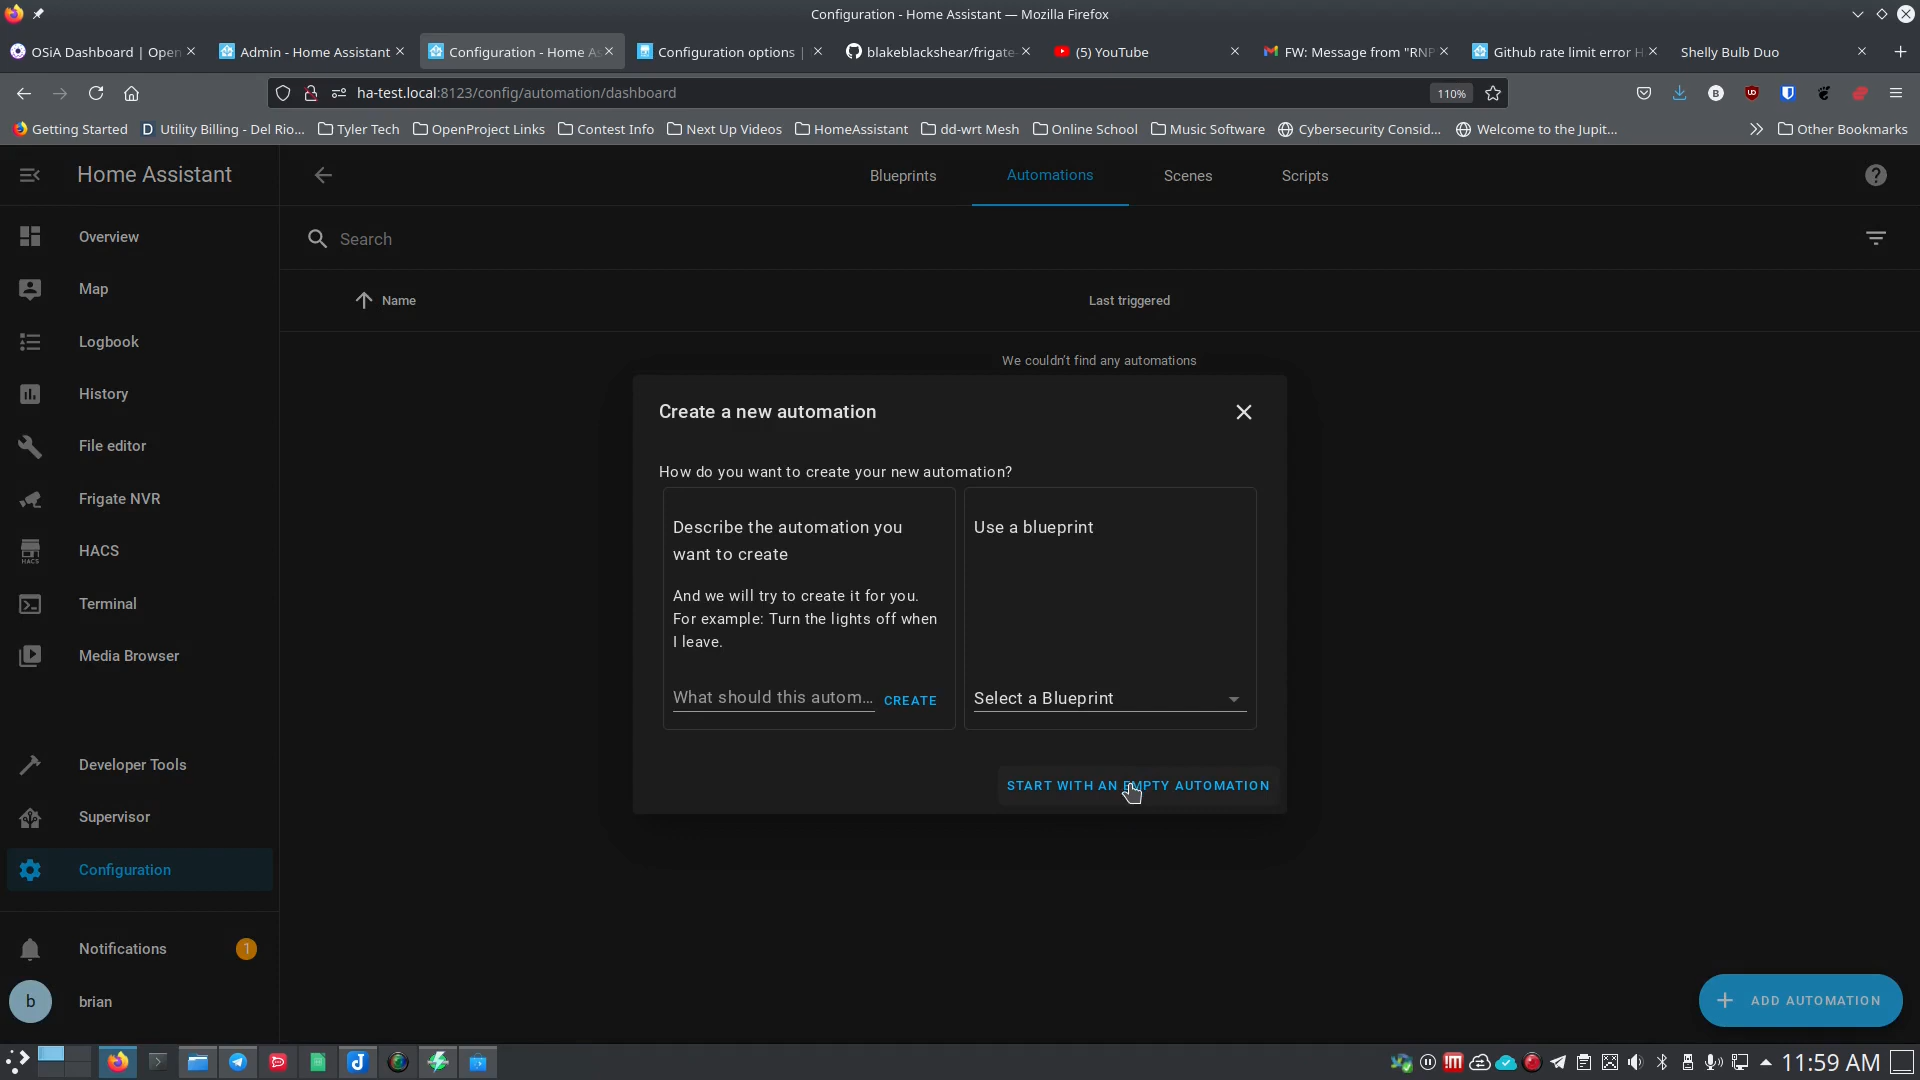 Configuration - Home Assistant — Mozilla Firefox
OSiA Dashboard | Open
Admin - Home Assistant
Configuration - Home As
Configuration options |
blakeblackshear/frigate-
(5) YouTube
FW: Message from "RNP
Github rate limit error H
Shelly Bulb Duo
ha-test.local:8123/config/automation/dashboard
110%
Getting Started
Utility Billing - Del Rio...
Tyler Tech
OpenProject Links
Contest Info
Next Up Videos
HomeAssistant
dd-wrt Mesh
Online School
Music Software
Cybersecurity Consid...
Welcome to the Jupit...
Other Bookmarks
Home Assistant
Blueprints
Automations
Scenes
Scripts
Overview
Search
Map
Name
Last triggered
Logbook
We couldn't find any automations
History
Create a new automation
File editor
How do you want to create your new automation?
Frigate NVR
Describe the automation you
want to create
Use a blueprint
HACS
And we will try to create it for you.
For example: Turn the lights off when
I leave.
Terminal
Media Browser
What should this autom...
CREATE
Select a Blueprint
Developer Tools
START WITH AN EMPTY AUTOMATION
Supervisor
Configuration
Notifications
1
b
brian
ADD AUTOMATION
11:59 AM